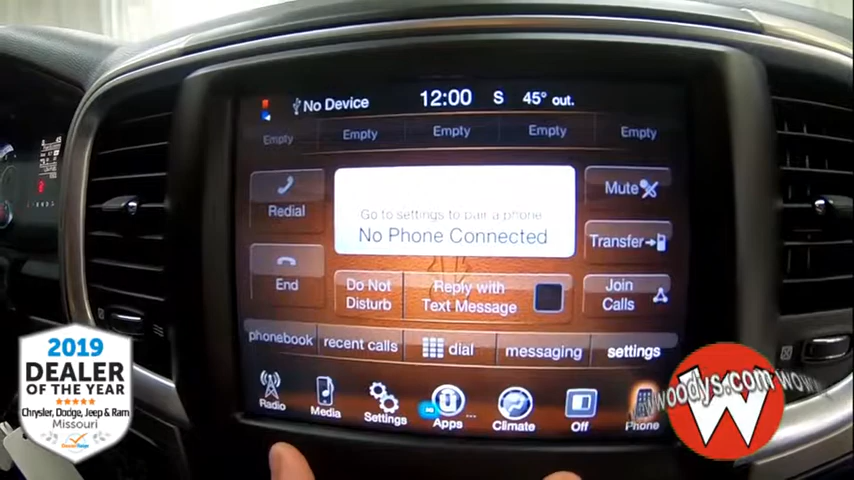 No Device
12:00
S
45° out.
Empty
Empty
Empty
Empty
Empty
Redial
Go to settings to pair a phone
No Phone Connected
Mute
Transfer
End
Do Not
Disturb
Reply with
Text Message
Join
Calls
phonebook
recent calls
dial
messaging
settings
Radio
Media
Settings
Apps
Climate
Off
Phone
2019
DEALER
OF THE YEAR
Chrysler, Dodge, Jeep & Ram
Missouri
Woodys.com
WOW!
W